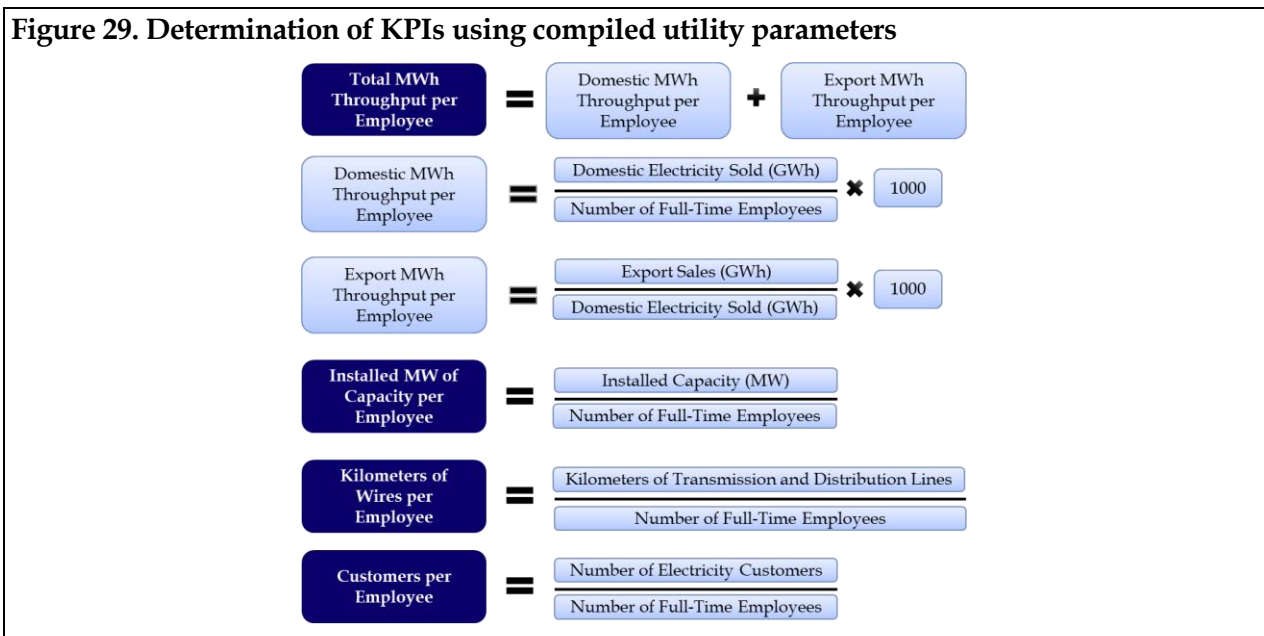 Figure 29. Determination of KPIs using compiled utility parameters
Total MWh
Throughput per
Employee
=
Domestic MWh
Throughput per
Employee
+
Export MWh
Throughput per
Employee
Domestic MWh
Throughput per
Employee
=
Domestic Electricity Sold (GWh)
Number of Full-Time Employees
×
1000
Export MWh
Throughput per
Employee
=
Export Sales (GWh)
Domestic Electricity Sold (GWh)
×
1000
Installed MW of
Capacity per
Employee
=
Installed Capacity (MW)
Number of Full-Time Employees
Kilometers of
Wires per
Employee
=
Kilometers of Transmission and Distribution Lines
Number of Full-Time Employees
Customers per
Employee
=
Number of Electricity Customers
Number of Full-Time Employees